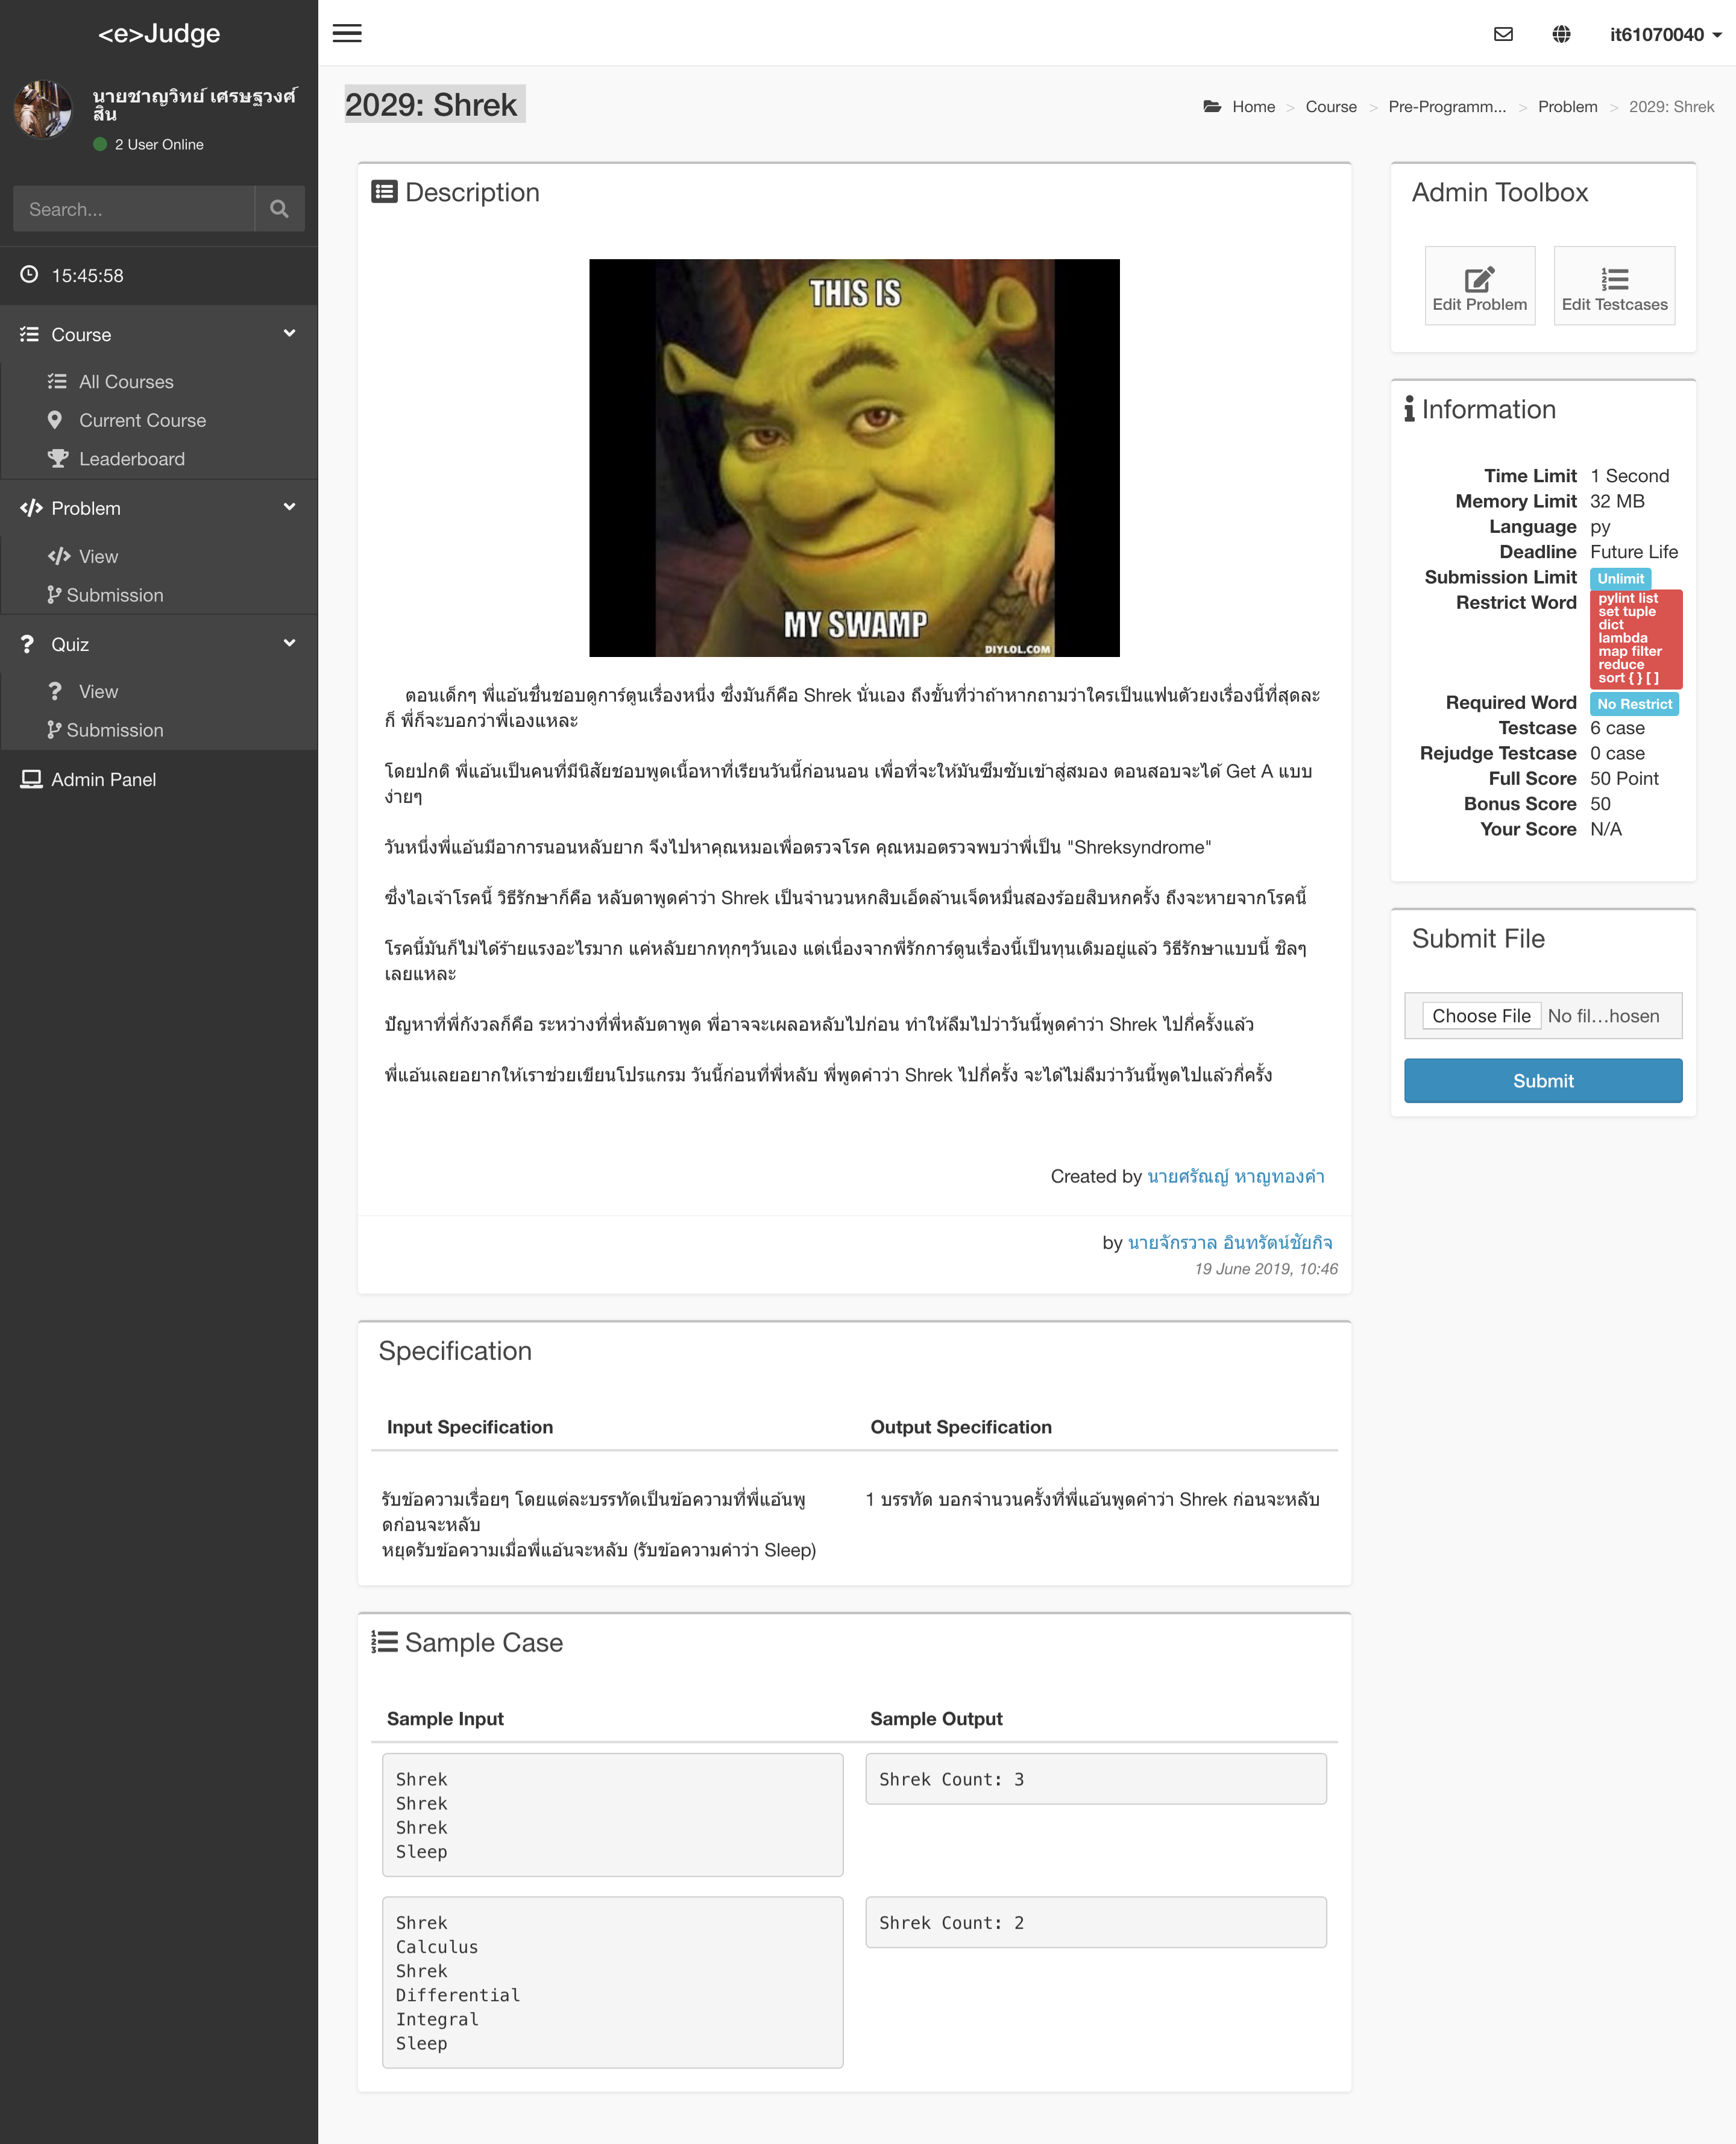 <e>Judge
it61070040
นายชาญวิทย์ เศรษฐวงศ์
สิน
2 User Online
Search...
15:45:58
Course
All Courses
Current Course
Leaderboard
Problem
View
Submission
Quiz
View
Submission
Admin Panel
2029: Shrek
Home > Course > Pre-Programm... > Problem > 2029: Shrek
Description
THIS IS
MY SWAMP
DIYLOL.COM
ตอนเด็กๆ พี่แอ้นชื่นชอบดูการ์ตูนเรื่องหนึ่ง ซึ่งมันก็คือ Shrek นั่นเอง ถึงขั้นที่ว่าถ้าหากถามว่าใครเป็นแฟนตัวยงเรื่องนี้ที่สุดละ
ก็ พี่ก็จะบอกว่าพี่เองแหละ
โดยปกติ พี่แอ้นเป็นคนที่มีนิสัยชอบพูดเนื้อหาที่เรียนวันนี้ก่อนนอน เพื่อที่จะให้มันซึมซับเข้าสู่สมอง ตอนสอบจะได้ Get A แบบ
ง่ายๆ
วันหนึ่งพี่แอ้นมีอาการนอนหลับยาก จึงไปหาคุณหมอเพื่อตรวจโรค คุณหมอตรวจพบว่าพี่เป็น "Shreksyndrome"
ซึ่งไอเจ้าโรคนี้ วิธีรักษาก็คือ หลับตาพูดคำว่า Shrek เป็นจำนวนหกสิบเอ็ดล้านเจ็ดหมื่นสองร้อยสิบหกครั้ง ถึงจะหายจากโรคนี้
โรคนี้มันก็ไม่ได้ร้ายแรงอะไรมาก แค่หลับยากทุกๆวันเอง แต่เนื่องจากพี่รักการ์ตูนเรื่องนี้เป็นทุนเดิมอยู่แล้ว วิธีรักษาแบบนี้ ชิลๆ
เลยแหละ
ปัญหาที่พี่กังวลก็คือ ระหว่างที่พี่หลับตาพูด พี่อาจจะเผลอหลับไปก่อน ทำให้ลืมไปว่าวันนี้พูดคำว่า Shrek ไปกี่ครั้งแล้ว
พี่แอ้นเลยอยากให้เราช่วยเขียนโปรแกรม วันนี้ก่อนที่พี่หลับ พี่พูดคำว่า Shrek ไปกี่ครั้ง จะได้ไม่ลืมว่าวันนี้พูดไปแล้วกี่ครั้ง
Created by นายศรัณญ์ หาญทองคำ
by นายจักรวาล อินทรัตน์ชัยกิจ
19 June 2019, 10:46
Admin Toolbox
Edit Problem
Edit Testcases
Information
Time Limit 1 Second
Memory Limit 32 MB
Language py
Deadline Future Life
Submission Limit Unlimit
Restrict Word pylint list
set tuple
dict
lambda
map filter
reduce
sort { } [ ]
Required Word No Restrict
Testcase 6 case
Rejudge Testcase 0 case
Full Score 50 Point
Bonus Score 50
Your Score N/A
Submit File
Choose File No fil…hosen
Submit
Specification
Input Specification
Output Specification
รับข้อความเรื่อยๆ โดยแต่ละบรรทัดเป็นข้อความที่พี่แอ้นพู
ดก่อนจะหลับ
หยุดรับข้อความเมื่อพี่แอ้นจะหลับ (รับข้อความคำว่า Sleep)
1 บรรทัด บอกจำนวนครั้งที่พี่แอ้นพูดคำว่า Shrek ก่อนจะหลับ
Sample Case
Sample Input
Sample Output
Shrek
Shrek
Shrek
Sleep
Shrek Count: 3
Shrek
Calculus
Shrek
Differential
Integral
Sleep
Shrek Count: 2